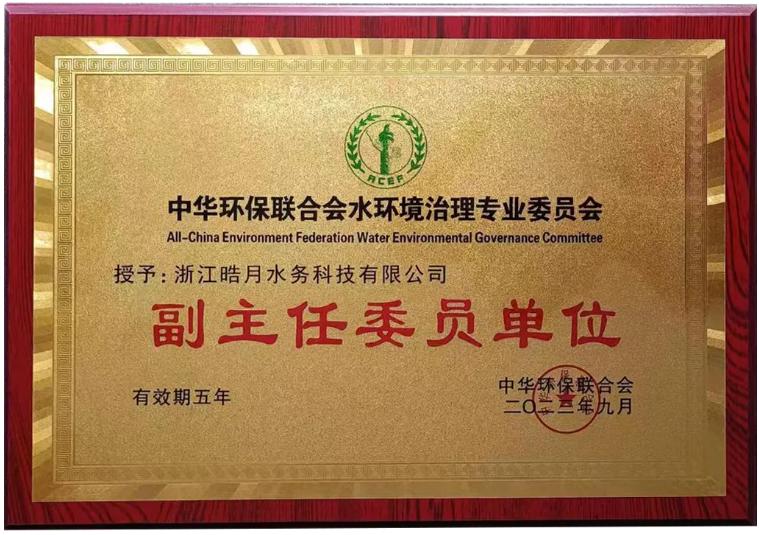 ACEF
中华环保联合会水环境治理专业委员会
All-China Environment Federation Water Environmental Governance Committee
授予：浙江晧月水务科技有限公司
副主任委员单位
有效期五年
中华环保联合会
二〇二三年九月